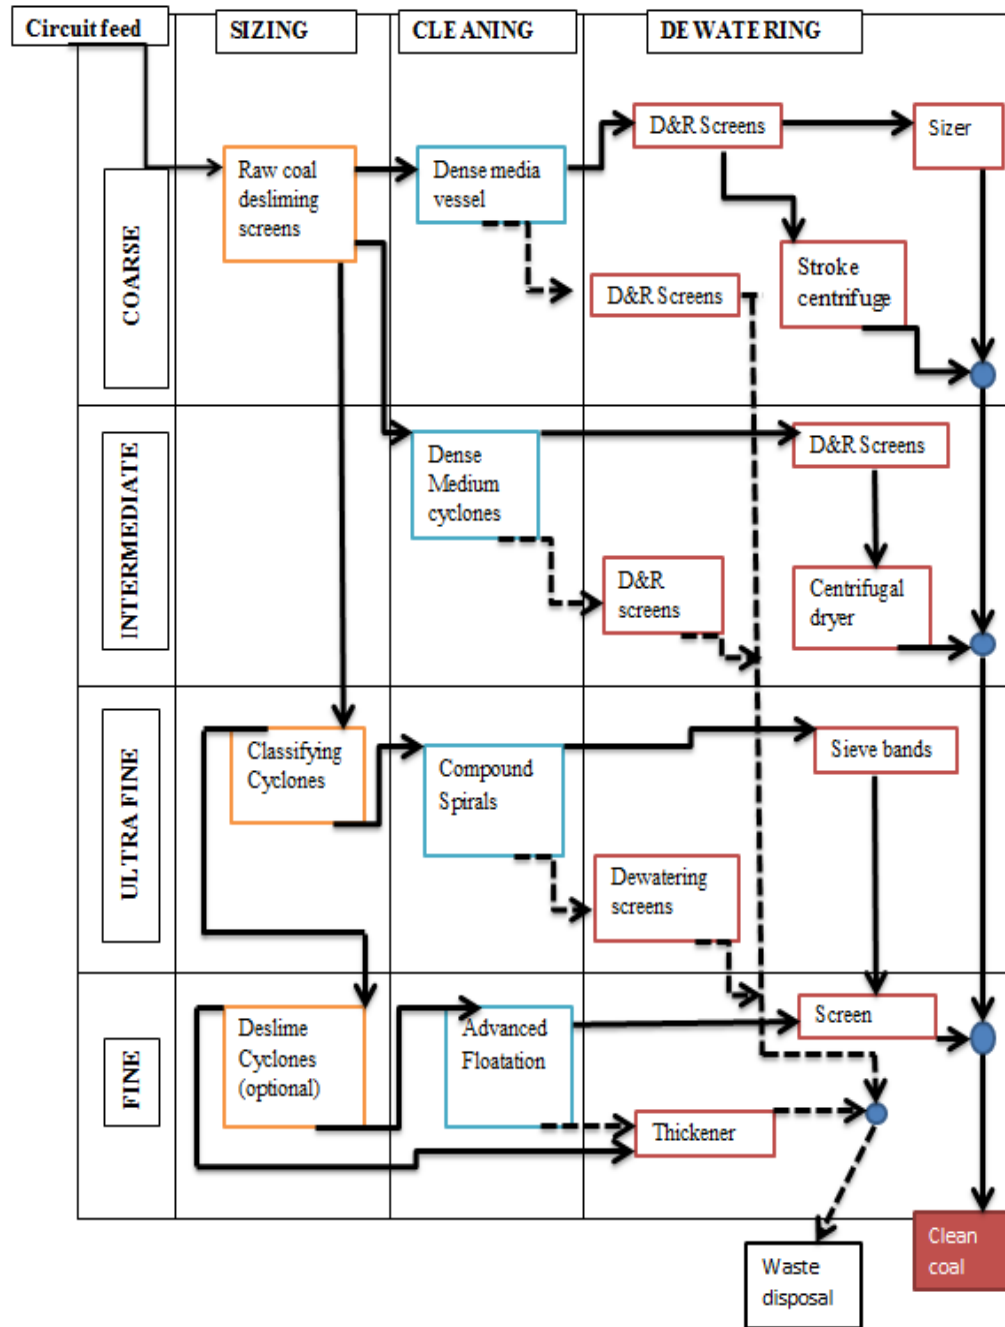 Circuit feed
SIZING
CLEANING
DEWATERING
COARSE
Raw coal
desliming
screens
Dense media
vessel
D&R Screens
Sizer
D&R Screens
Stroke
centrifuge
INTERMEDIATE
Dense
Medium
cyclones
D&R Screens
D&R
screens
Centrifugal
dryer
ULTRA FINE
Classifying
Cyclones
Compound
Spirals
Sieve bands
Dewatering
screens
FINE
Deslime
Cyclones
(optional)
Advanced
Floatation
Screen
Thickener
Waste
disposal
Clean
coal